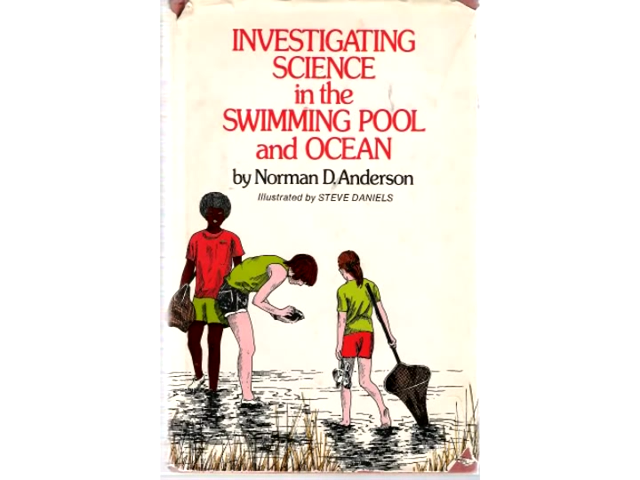 INVESTIGATING
SCIENCE
in the
SWIMMING POOL
and OCEAN
by Norman D. Anderson
Illustrated by STEVE DANIELS